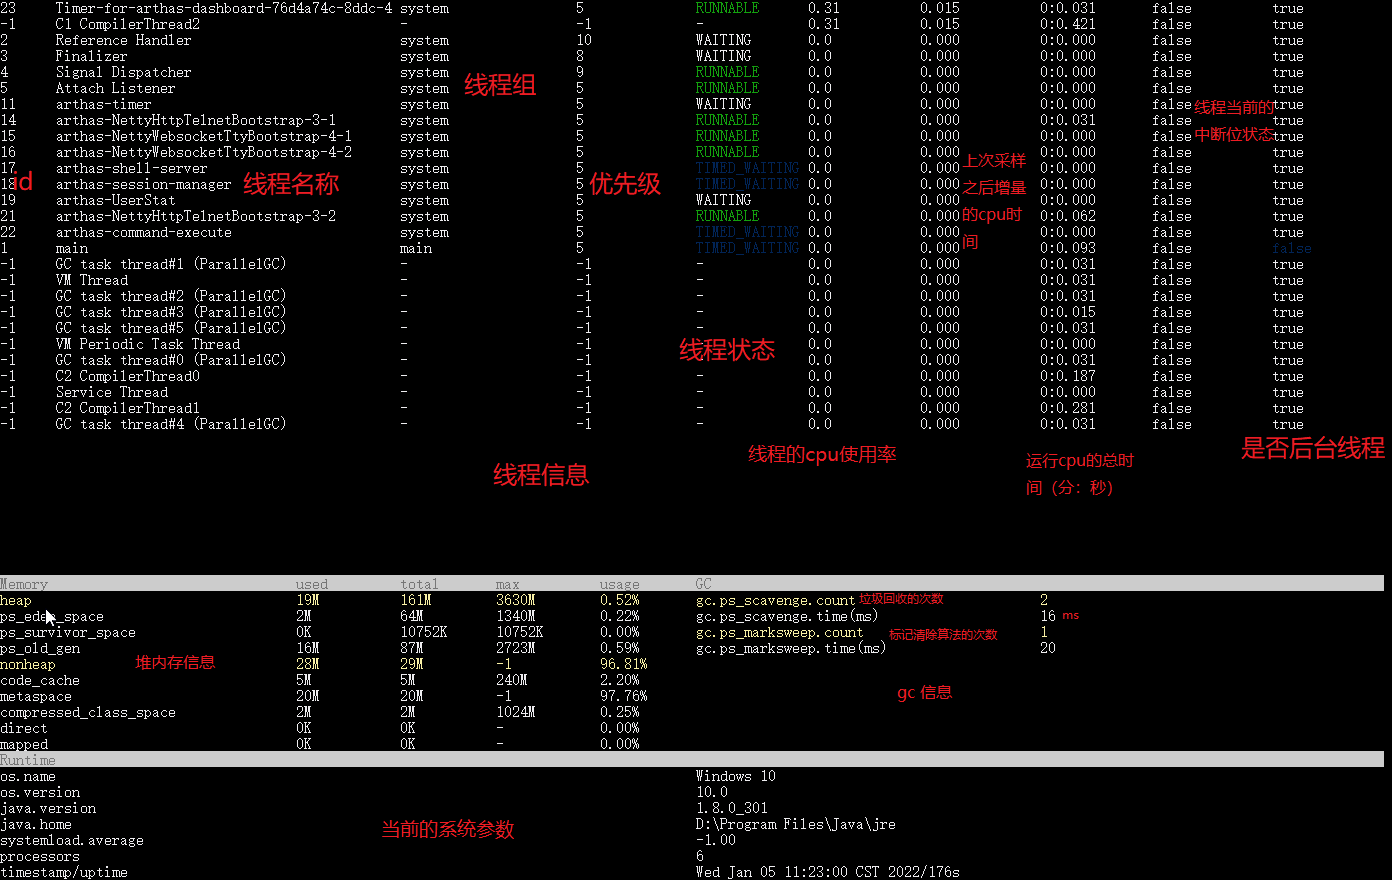 23 Timer-for-arthas-dashboard-76d4a74c-8ddc-4 system 5 RUNNABLE 0.31 0.015 0:0.031 false true
-1 C1 CompilerThread2 - -1 - 0.31 0.015 0:0.421 false true
2 Reference Handler system 10 WAITING 0.0 0.000 0:0.000 false true
3 Finalizer system 8 WAITING 0.0 0.000 0:0.000 false true
4 Signal Dispatcher system 9 RUNNABLE 0.0 0.000 0:0.000 false true
线程组
5 Attach Listener system 5 RUNNABLE 0.0 0.000 0:0.000 false true
11 arthas-timer system 5 WAITING 0.0 0.000 0:0.000 false true
线程当前的
中断位状态
14 arthas-NettyHttpTelnetBootstrap-3-1 system 5 RUNNABLE 0.0 0.000 0:0.031 false true
15 arthas-NettyWebsocketTtyBootstrap-4-1 system 5 RUNNABLE 0.0 0.000 0:0.000 false true
16 arthas-NettyWebsocketTtyBootstrap-4-2 system 5 RUNNABLE 0.0 0.000 0:0.000 false true
上次采样
之后增量
的cpu时
间
17 arthas-shell-server system 5 TIMED_WAITING 0.0 0.000 0:0.000 false true
18 arthas-session-manager system 5 TIMED_WAITING 0.0 0.000 0:0.000 false true
id
线程名称
优先级
19 arthas-UserStat system 5 WAITING 0.0 0.000 0:0.000 false true
21 arthas-NettyHttpTelnetBootstrap-3-2 system 5 RUNNABLE 0.0 0.000 0:0.062 false true
22 arthas-command-execute system 5 TIMED_WAITING 0.0 0.000 0:0.000 false true
1 main main 5 TIMED_WAITING 0.0 0.000 0:0.093 false false
-1 GC task thread#1 (ParallelGC) - -1 - 0.0 0.000 0:0.031 false true
-1 VM Thread - -1 - 0.0 0.000 0:0.031 false true
-1 GC task thread#2 (ParallelGC) - -1 - 0.0 0.000 0:0.031 false true
-1 GC task thread#3 (ParallelGC) - -1 - 0.0 0.000 0:0.015 false true
-1 GC task thread#5 (ParallelGC) - -1 - 0.0 0.000 0:0.031 false true
-1 VM Periodic Task Thread - -1 - 0.0 0.000 0:0.000 false true
线程状态
-1 GC task thread#0 (ParallelGC) - -1 - 0.0 0.000 0:0.031 false true
-1 C2 CompilerThread0 - -1 - 0.0 0.000 0:0.187 false true
-1 Service Thread - -1 - 0.0 0.000 0:0.000 false true
-1 C2 CompilerThread1 - -1 - 0.0 0.000 0:0.281 false true
-1 GC task thread#4 (ParallelGC) - -1 - 0.0 0.000 0:0.031 false true
是否后台线程
线程的cpu使用率
运行cpu的总时
间（分：秒）
线程信息
Memory used total max usage GC
heap 19M 161M 3630M 0.52% gc.ps_scavenge.count 垃圾回收的次数 2
ps_eden_space 2M 64M 1340M 0.22% gc.ps_scavenge.time(ms) 16 ms
ps_survivor_space 0K 10752K 10752K 0.00% gc.ps_marksweep.count 标记清除算法的次数 1
ps_old_gen 16M 87M 2723M 0.59% gc.ps_marksweep.time(ms) 20
nonheap 28M 29M -1 96.81%
堆内存信息
code_cache 5M 5M 240M 2.20%
metaspace 20M 20M -1 97.76%
gc 信息
compressed_class_space 2M 2M 1024M 0.25%
direct 0K 0K - 0.00%
mapped 0K 0K - 0.00%
Runtime
os.name Windows 10
os.version 10.0
java.version 1.8.0_301
java.home D:\Program Files\Java\jre
当前的系统参数
systemload.average -1.00
processors 6
timestamp/uptime Wed Jan 05 11:23:00 CST 2022/176s